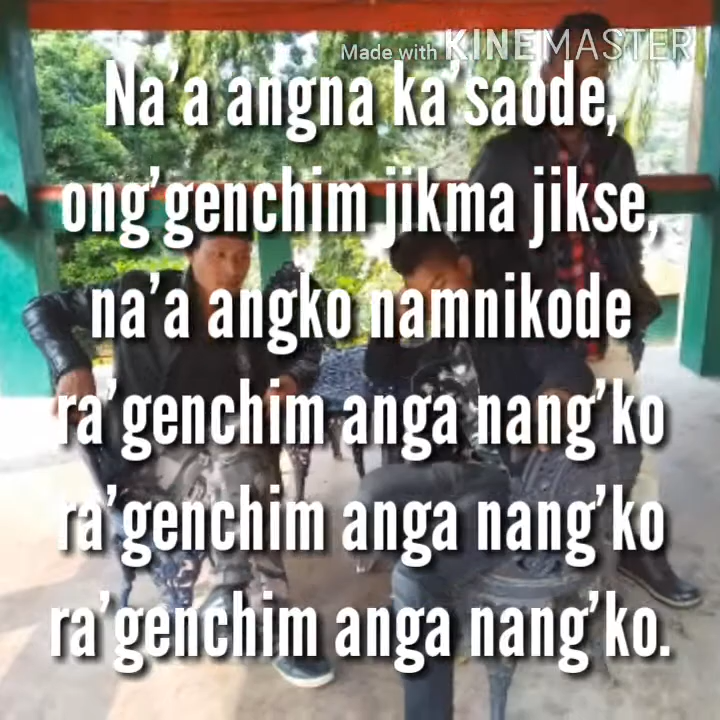 Made with KINEMASTER
Na'a angna ka'saode,
ong'genchim jikma jikse,
na'a angko namnikode
ra'genchim anga nang'ko
ra'genchim anga nang'ko
ra'genchim anga nang'ko.